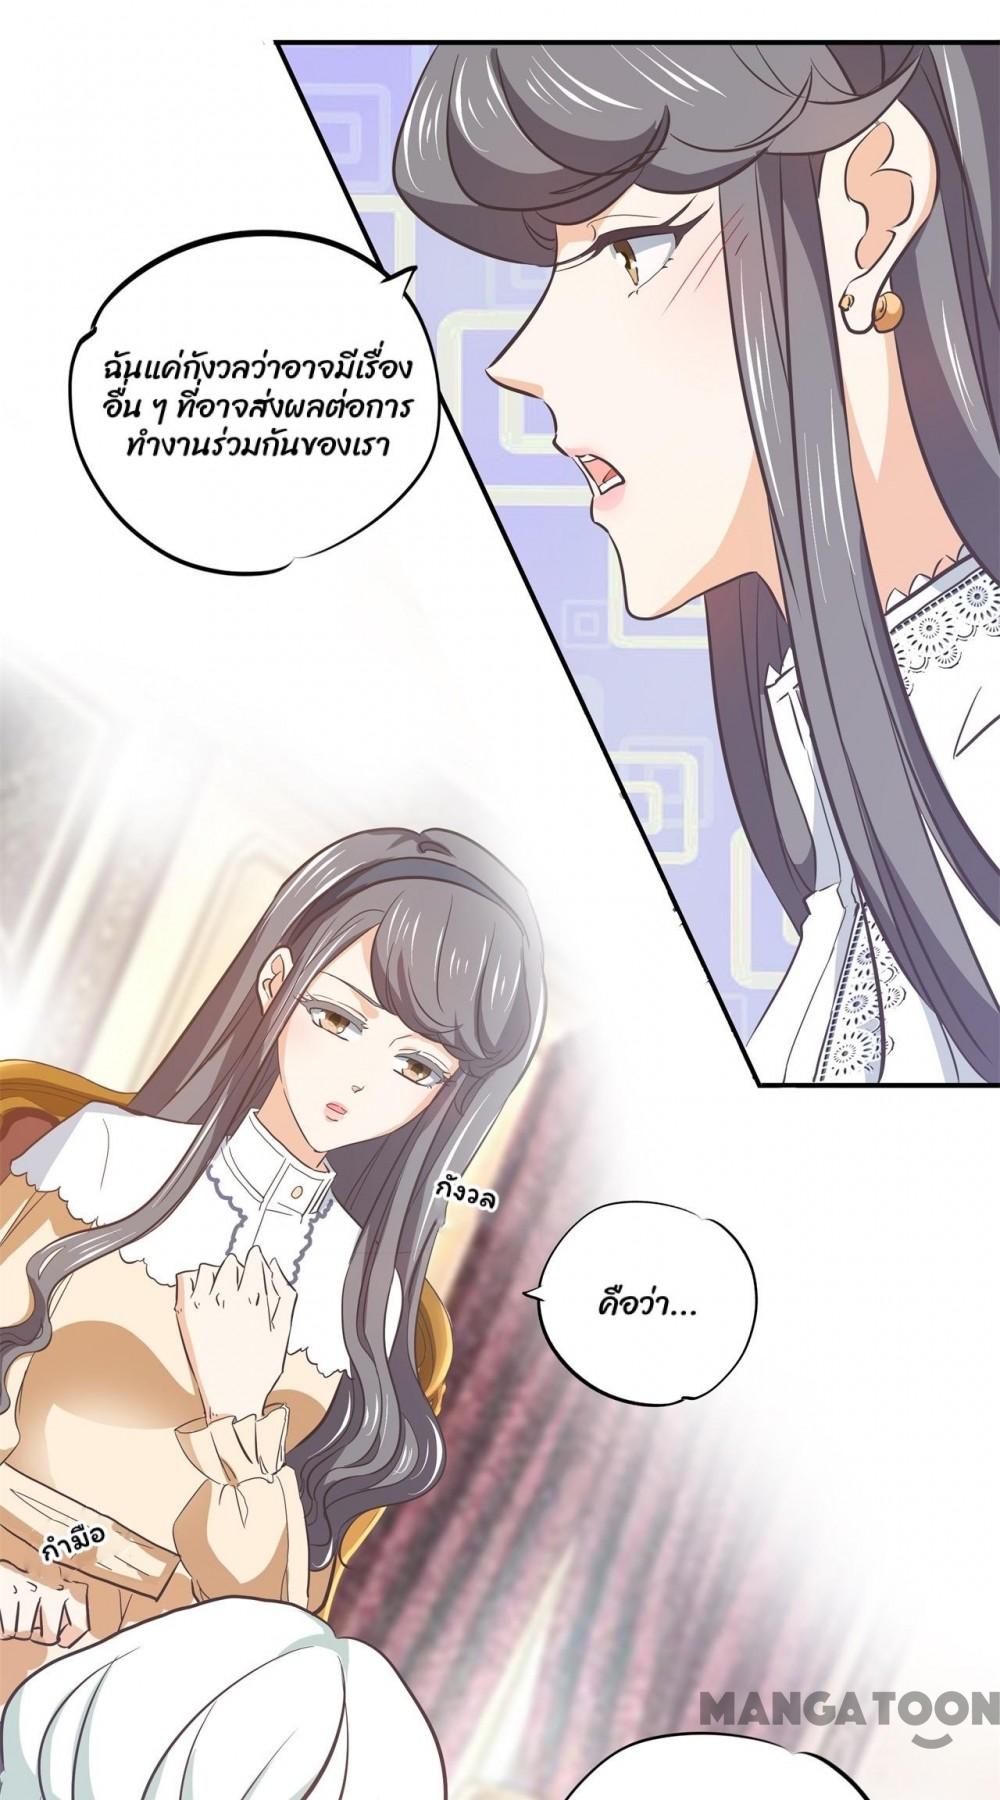 ฉันแค่กังวลว่าอาจมีเรื่อง
อื่น ๆ ที่อาจส่งผลต่อการ
ทำงานร่วมกันของเรา
กังวล
คือว่า...
กำมือ
MANGATOON